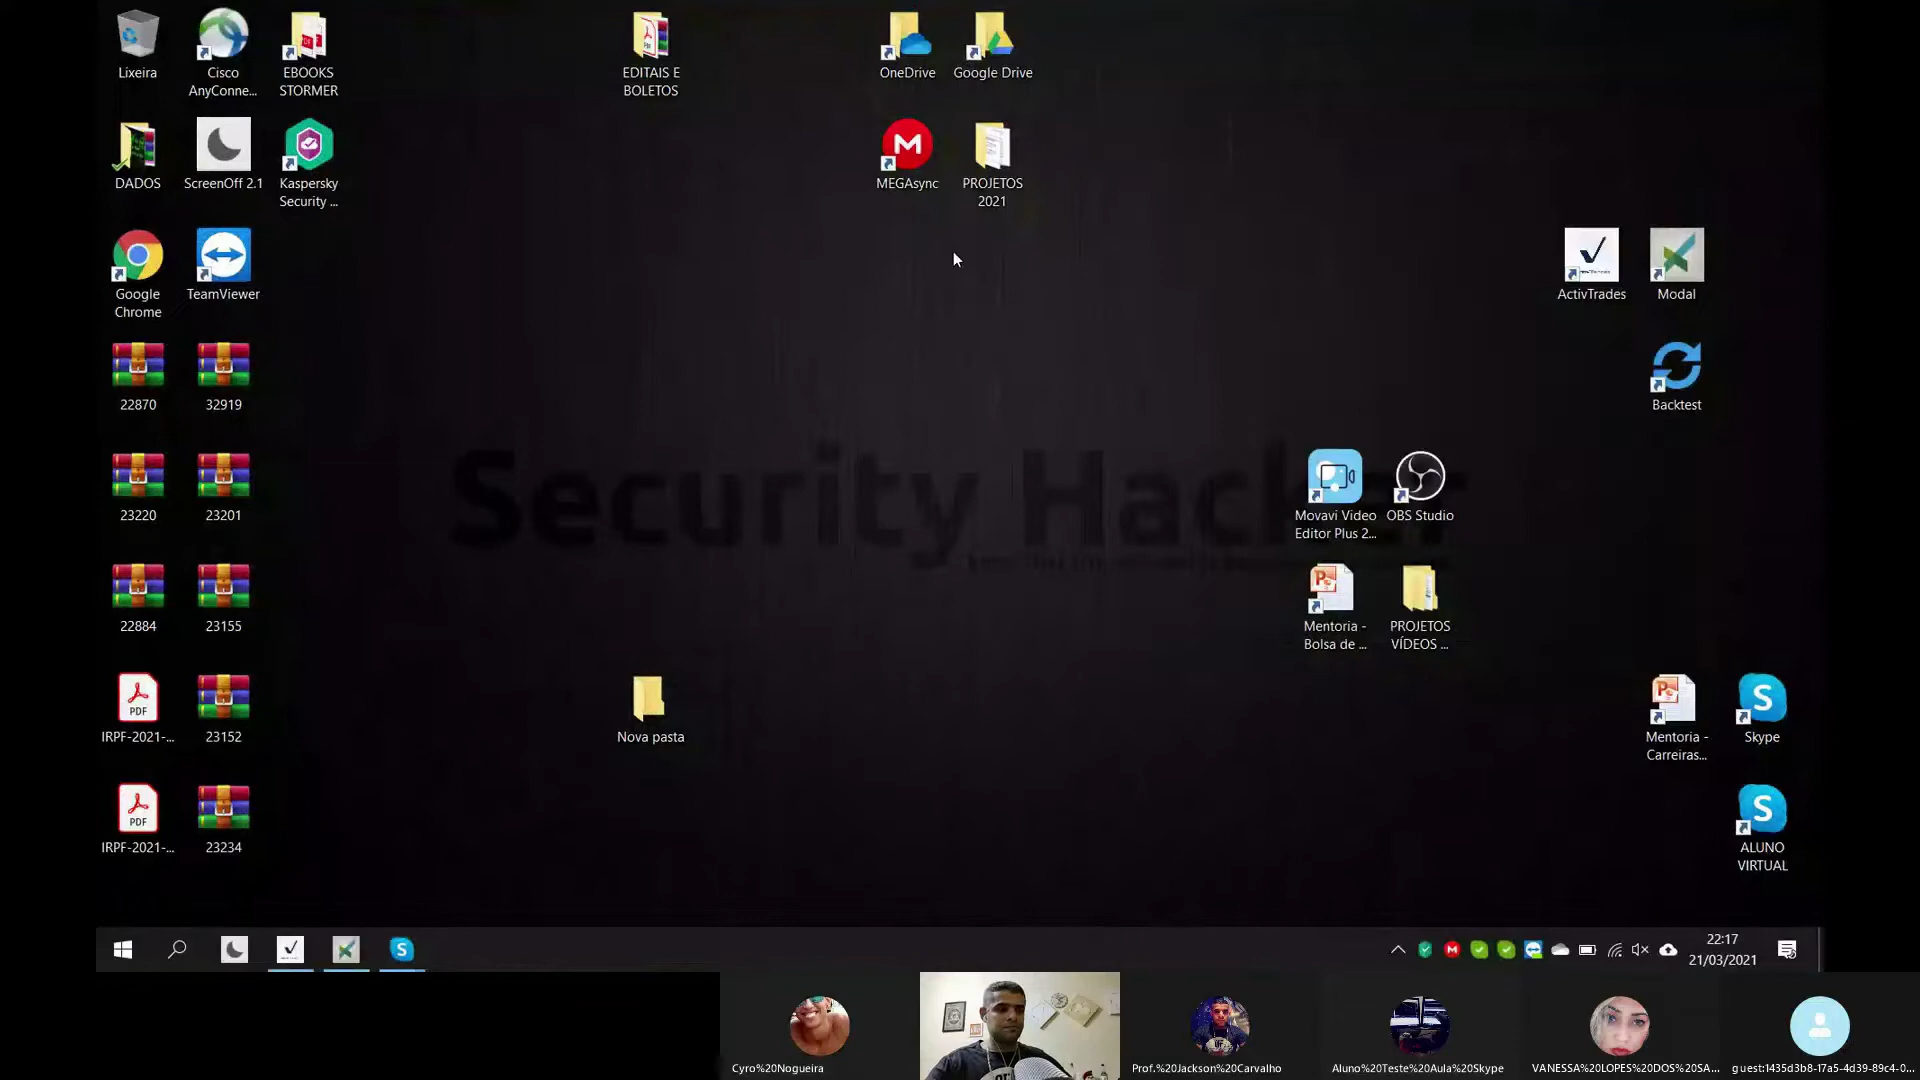 Lixeira
Cisco
AnyConne...
EBOOKS
STORMER
EDITAIS E
BOLETOS
OneDrive
Google Drive
DADOS
ScreenOff 2.1
Kaspersky
Security ...
MEGAsync
PROJETOS
2021
Google
Chrome
TeamViewer
ActivTrades
Modal
22870
32919
Backtest
23220
23201
Security Hacker
Movavi Video
Editor Plus 2...
OBS Studio
22884
23155
Mentoria -
Bolsa de ...
PROJETOS
VÍDEOS ...
PDF
IRPF-2021-...
23152
Nova pasta
Mentoria -
Carreiras...
Skype
PDF
IRPF-2021-...
23234
ALUNO
VIRTUAL
22:17
21/03/2021
Cyro%20Nogueira
Prof.%20Jackson%20Carvalho
Aluno%20Teste%20Aula%20Skype
VANESSA%20LOPES%20DOS%20SA...
guest:1435d3b8-17a5-4d39-89c4-0...